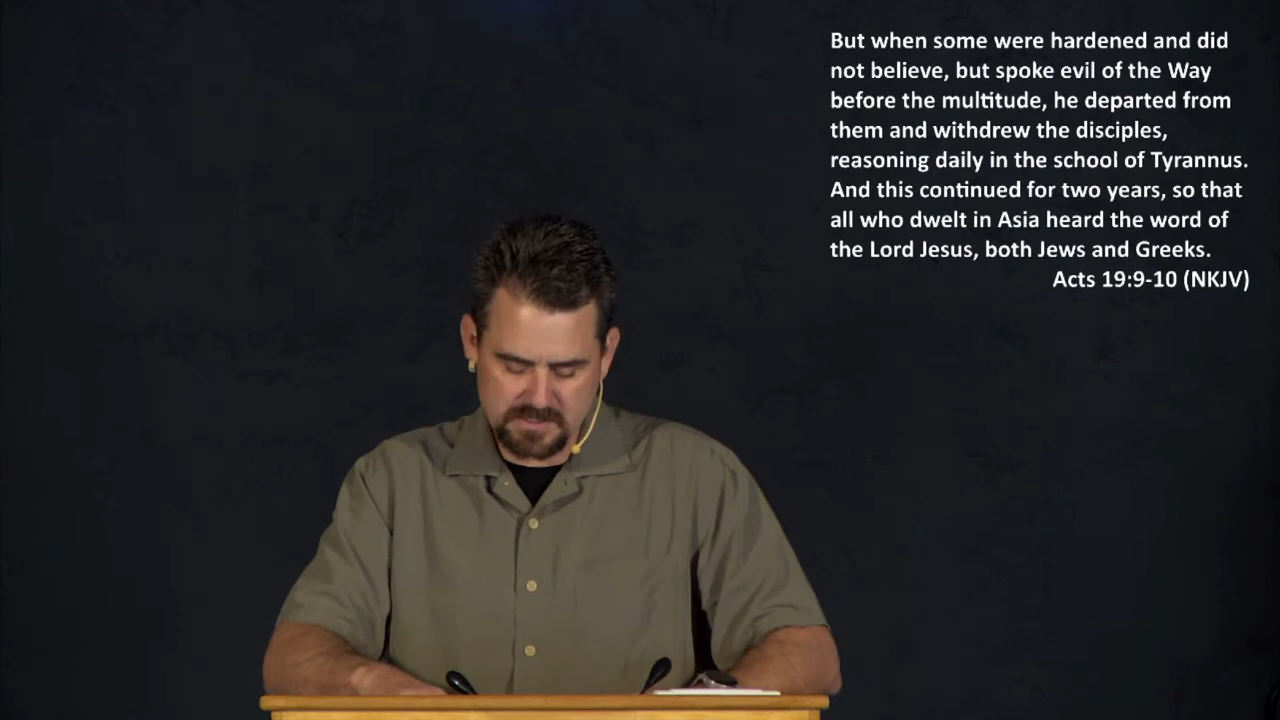 But when some were hardened and did
not believe, but spoke evil of the Way
before the multitude, he departed from
them and withdrew the disciples,
reasoning daily in the school of Tyrannus.
And this continued for two years, so that
all who dwelt in Asia heard the word of
the Lord Jesus, both Jews and Greeks.
Acts 19:9-10 (NKJV)